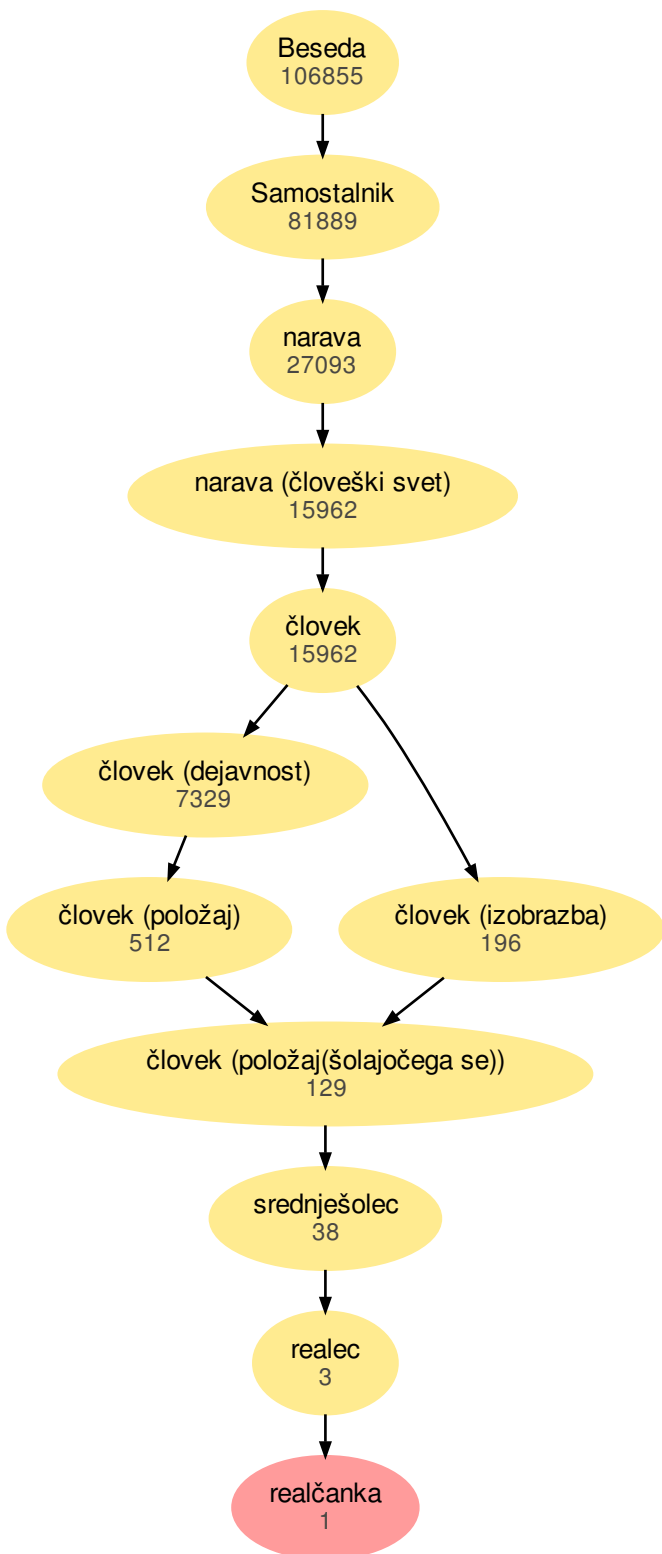 Beseda
106855
Samostalnik
81889
narava
27093
narava (človeški svet)
15962
človek
15962
človek (dejavnost)
7329
človek (položaj)
512
človek (izobrazba)
196
človek (položaj(šolajočega se))
129
srednješolec
38
realec
3
realčanka
1